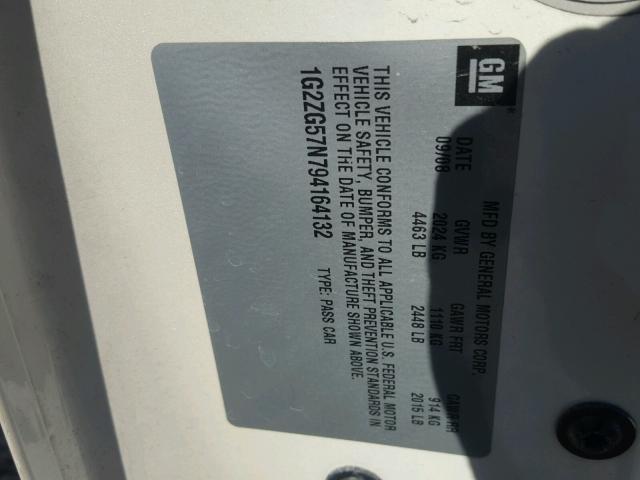 GM
MFD BY GENERAL MOTORS CORP.
DATE GVWR GAWR FRT GAWR RR
09/08 2024 KG 1110 KG 914 KG
4463 LB 2448 LB 2015 LB
THIS VEHICLE CONFORMS TO ALL APPLICABLE U.S. FEDERAL MOTOR
VEHICLE SAFETY, BUMPER, AND THEFT PREVENTION STANDARDS IN
EFFECT ON THE DATE OF MANUFACTURE SHOWN ABOVE.
1G2ZG57N794164132 TYPE: PASS CAR